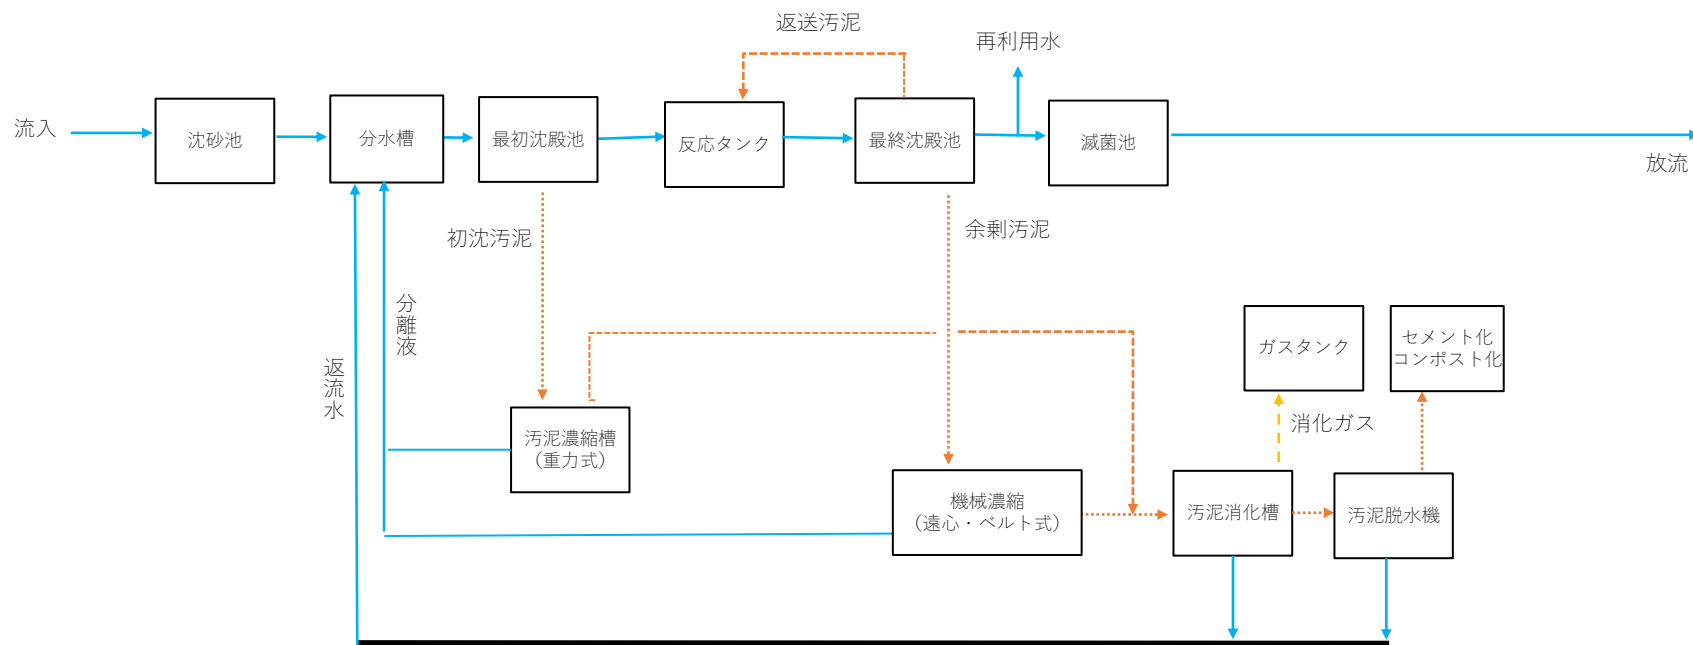 返送汚泥
再利用水
流入
沈砂池
分水槽
最初沈殿池
反応タンク
最終沈殿池
滅菌池
放流
初沈汚泥
余剰汚泥
分離液
返流水
ガスタンク
セメント化
コンポスト化
消化ガス
汚泥濃縮槽
（重力式）
機械濃縮
（遠心・ベルト式）
汚泥消化槽
汚泥脱水機